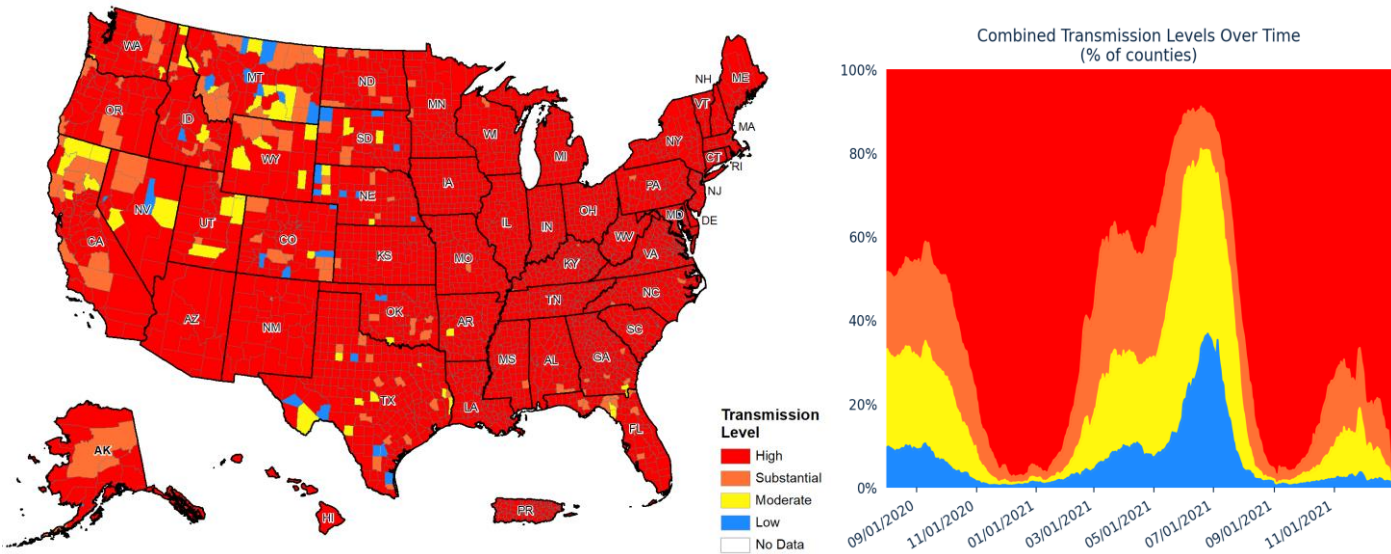 WA
MT
ND
MN
OR
ID
SD
WI
WY
MI
NE
IA
NV
UT
CO
CA
KS
MO
IL
IN
OH
KY
WV
VA
PA
NY
NH
VT
ME
MA
CT
RI
NJ
DE
MD
AZ
NM
OK
AR
TN
NC
SC
MS
AL
GA
TX
LA
FL
AK
HI
PR
Transmission
Level
High
Substantial
Moderate
Low
No Data
Combined Transmission Levels Over Time
(% of counties)
100%
80%
60%
40%
20%
0%
09/01/2020
11/01/2020
01/01/2021
03/01/2021
05/01/2021
07/01/2021
09/01/2021
11/01/2021